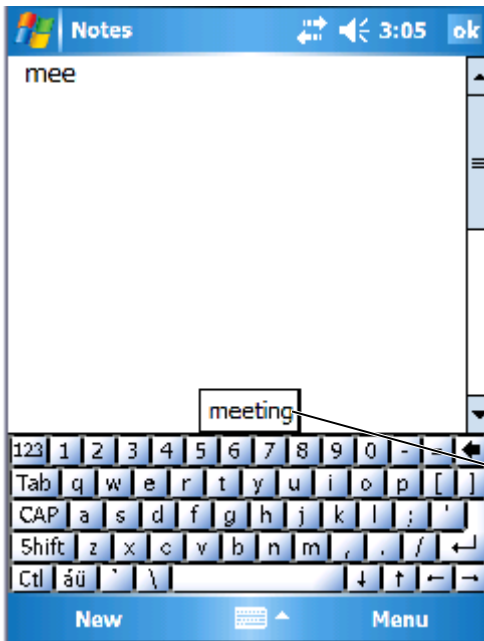 Notes 3:05 ok
mee
meeting
123 1 2 3 4 5 6 7 8 9 0 - =
Tab q w e r t y u i o p [ ]
CAP a s d f g h j k l ; '
Shift z x c v b n m , . /
Ctl áü ` \
New Menu